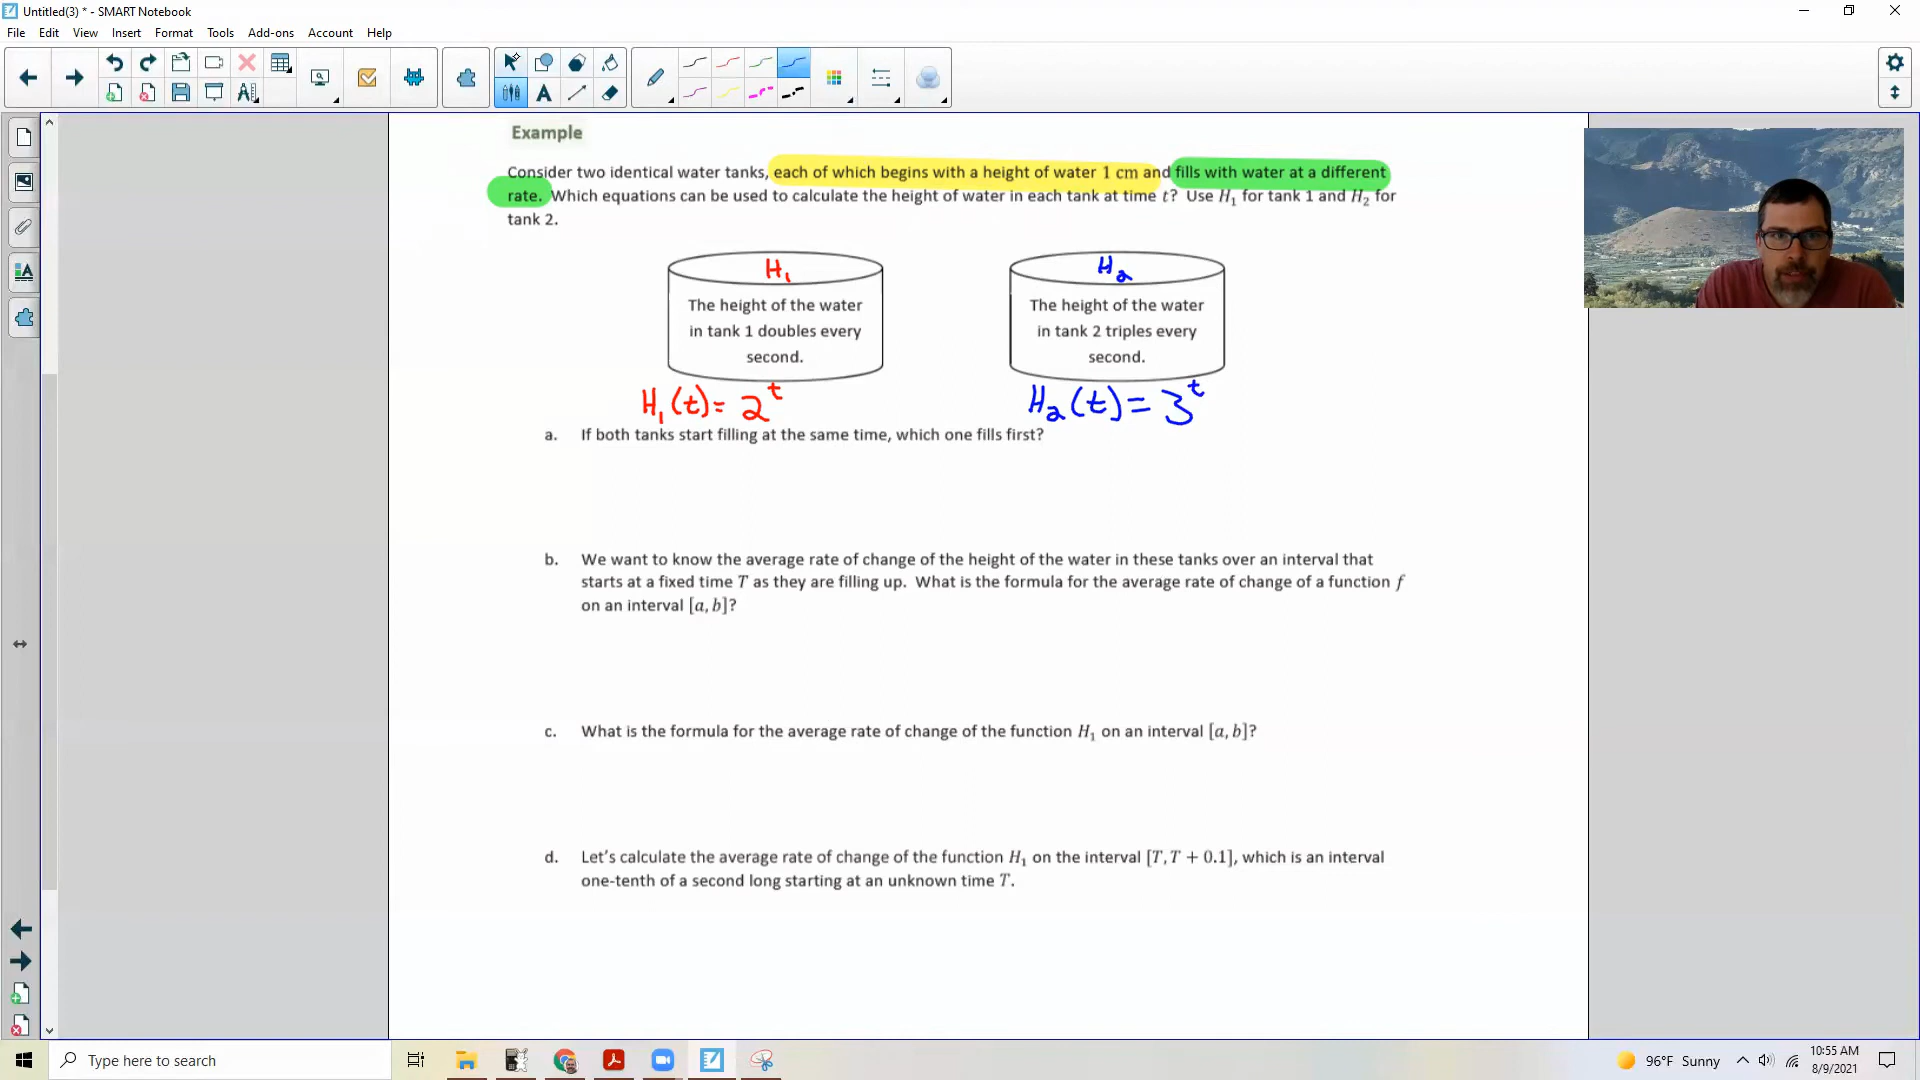 Untitled(3) * - SMART Notebook
File Edit View Insert Format Tools Add-ons Account Help
Example
Consider two identical water tanks, each of which begins with a height of water 1 cm and fills with water at a different
rate. Which equations can be used to calculate the height of water in each tank at time t? Use H₁ for tank 1 and H₂ for
tank 2.
H₁
H₂
The height of the water
in tank 1 doubles every
second.
The height of the water
in tank 2 triples every
second.
H₁(t)= 2^t
H₂(t)= 3^t
a. If both tanks start filling at the same time, which one fills first?
b. We want to know the average rate of change of the height of the water in these tanks over an interval that
starts at a fixed time T as they are filling up. What is the formula for the average rate of change of a function f
on an interval [a, b]?
c. What is the formula for the average rate of change of the function H₁ on an interval [a, b]?
d. Let's calculate the average rate of change of the function H₁ on the interval [T, T + 0.1], which is an interval
one-tenth of a second long starting at an unknown time T.
Type here to search
96°F Sunny
10:55 AM
8/9/2021